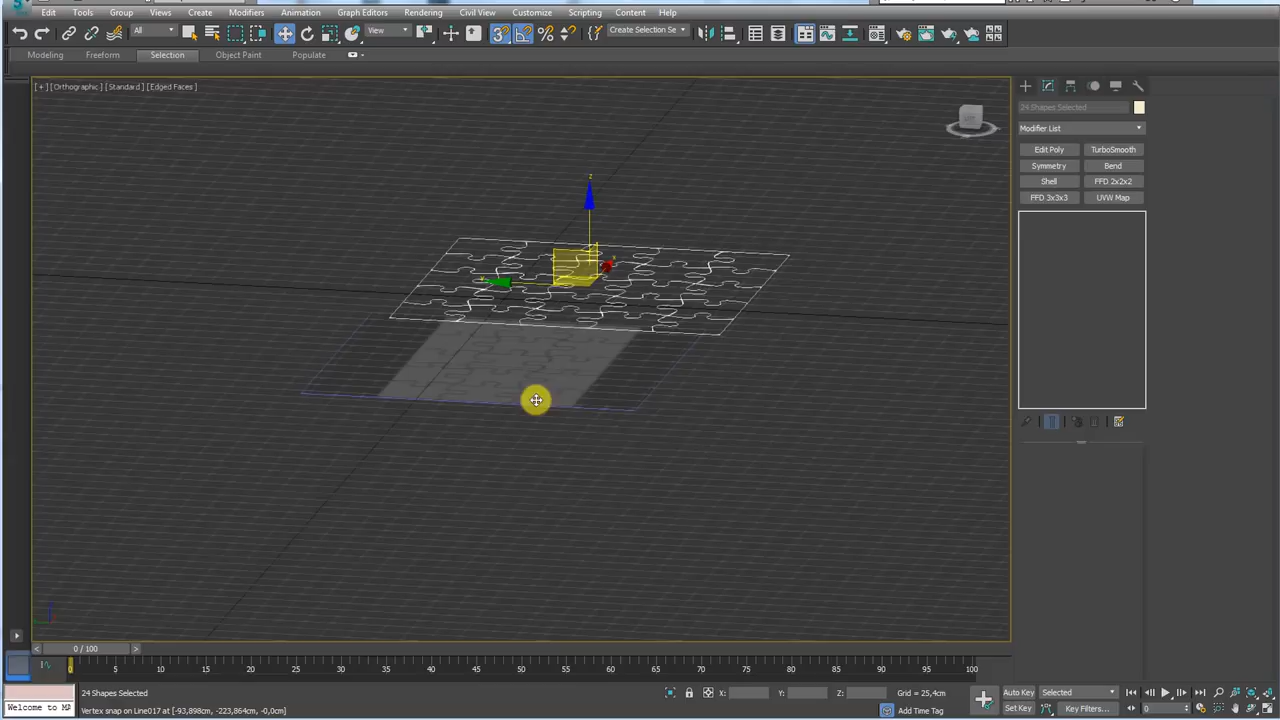 Edit Tools Group Views Create Modifiers Animation Graph Editors Rendering Civil View Customize Scripting Content Help
All View Create Selection Se
Modeling Freeform Selection Object Paint Populate
[+] [Orthographic] [Standard] [Edged Faces]
24 Shapes Selected
Modifier List
Edit Poly TurboSmooth
Symmetry Bend
Shell FFD 2x2x2
FFD 3x3x3 UVW Map
z
0 / 100
0 5 10 15 20 25 30 35 40 45 50 55 60 65 70 75 80 85 90 95 100
24 Shapes Selected X: Y: Z: Grid = 25,4cm Auto Key Selected
Welcome to MA Vertex snap on Line017 at [-93,898cm, -223,864cm, -0,0cm] Add Time Tag Set Key Key Filters... 0